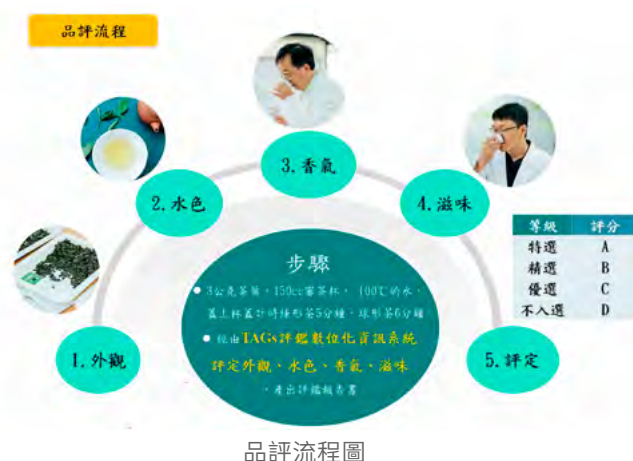 品評流程
3.香氣
2.水色
4.滋味
1.外觀
5.評定
步驟
● 3公克茶葉，150cc審茶杯，100℃的水，
蓋上杯蓋計時條形茶5分鐘、球形茶6分鐘
● 經由TAGs評鑑數位化資訊系統
評定外觀、水色、香氣、滋味
，產出評鑑報告書
等級 評分
特選 A
精選 B
優選 C
不入選 D
品評流程圖